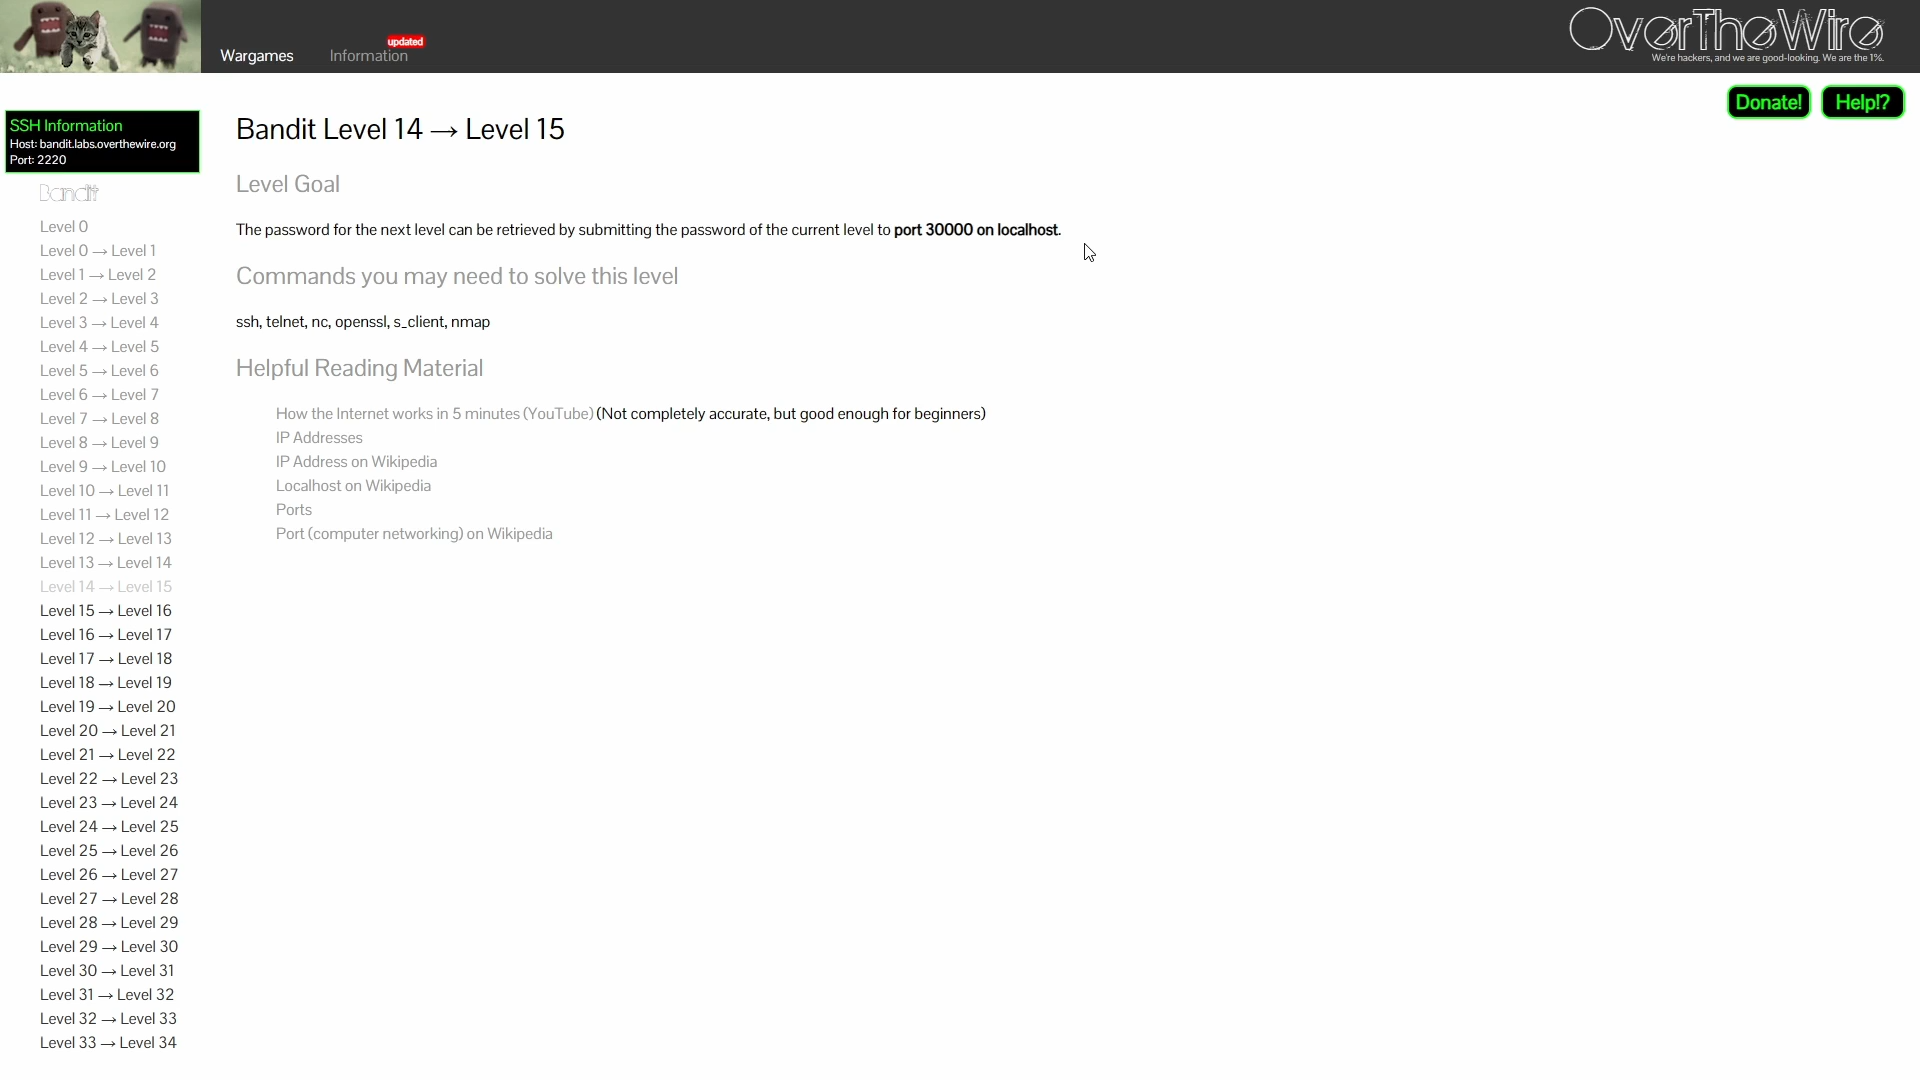 Wargames
Information
updated
OverTheWire
We're hackers, and we are good-looking. We are the 1%.
Donate!
Help!?
SSH Information
Host: bandit.labs.overthewire.org
Port: 2220
Bandit
Level 0
Level 0 → Level 1
Level 1 → Level 2
Level 2 → Level 3
Level 3 → Level 4
Level 4 → Level 5
Level 5 → Level 6
Level 6 → Level 7
Level 7 → Level 8
Level 8 → Level 9
Level 9 → Level 10
Level 10 → Level 11
Level 11 → Level 12
Level 12 → Level 13
Level 13 → Level 14
Level 14 → Level 15
Level 15 → Level 16
Level 16 → Level 17
Level 17 → Level 18
Level 18 → Level 19
Level 19 → Level 20
Level 20 → Level 21
Level 21 → Level 22
Level 22 → Level 23
Level 23 → Level 24
Level 24 → Level 25
Level 25 → Level 26
Level 26 → Level 27
Level 27 → Level 28
Level 28 → Level 29
Level 29 → Level 30
Level 30 → Level 31
Level 31 → Level 32
Level 32 → Level 33
Level 33 → Level 34
Bandit Level 14 → Level 15
Level Goal
The password for the next level can be retrieved by submitting the password of the current level to port 30000 on localhost.
Commands you may need to solve this level
ssh, telnet, nc, openssl, s_client, nmap
Helpful Reading Material
How the Internet works in 5 minutes (YouTube) (Not completely accurate, but good enough for beginners)
IP Addresses
IP Address on Wikipedia
Localhost on Wikipedia
Ports
Port (computer networking) on Wikipedia